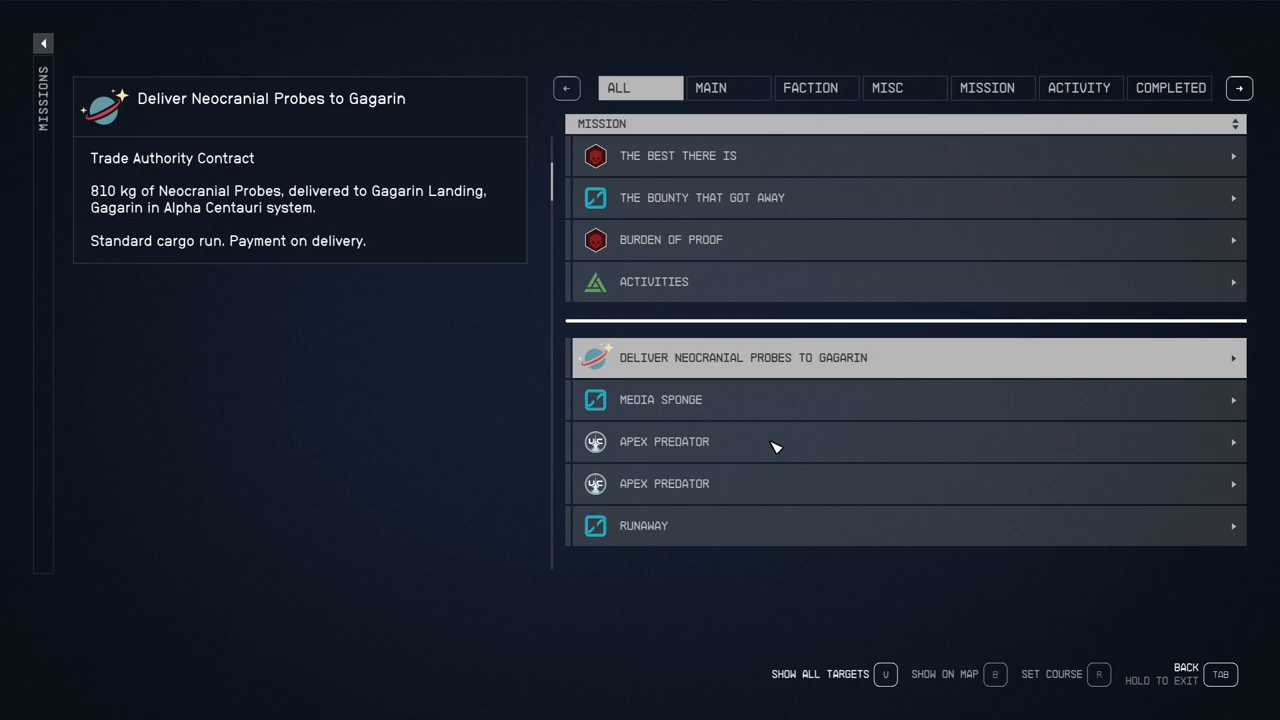 MISSIONS
Deliver Neocranial Probes to Gagarin
Trade Authority Contract
810 kg of Neocranial Probes, delivered to Gagarin Landing,
Gagarin in Alpha Centauri system.
Standard cargo run. Payment on delivery.
ALL MAIN FACTION MISC MISSION ACTIVITY COMPLETED
MISSION
THE BEST THERE IS
THE BOUNTY THAT GOT AWAY
BURDEN OF PROOF
ACTIVITIES
DELIVER NEOCRANIAL PROBES TO GAGARIN
MEDIA SPONGE
UC APEX PREDATOR
UC APEX PREDATOR
RUNAWAY
SHOW ALL TARGETS V SHOW ON MAP B SET COURSE R BACK TAB
HOLD TO EXIT